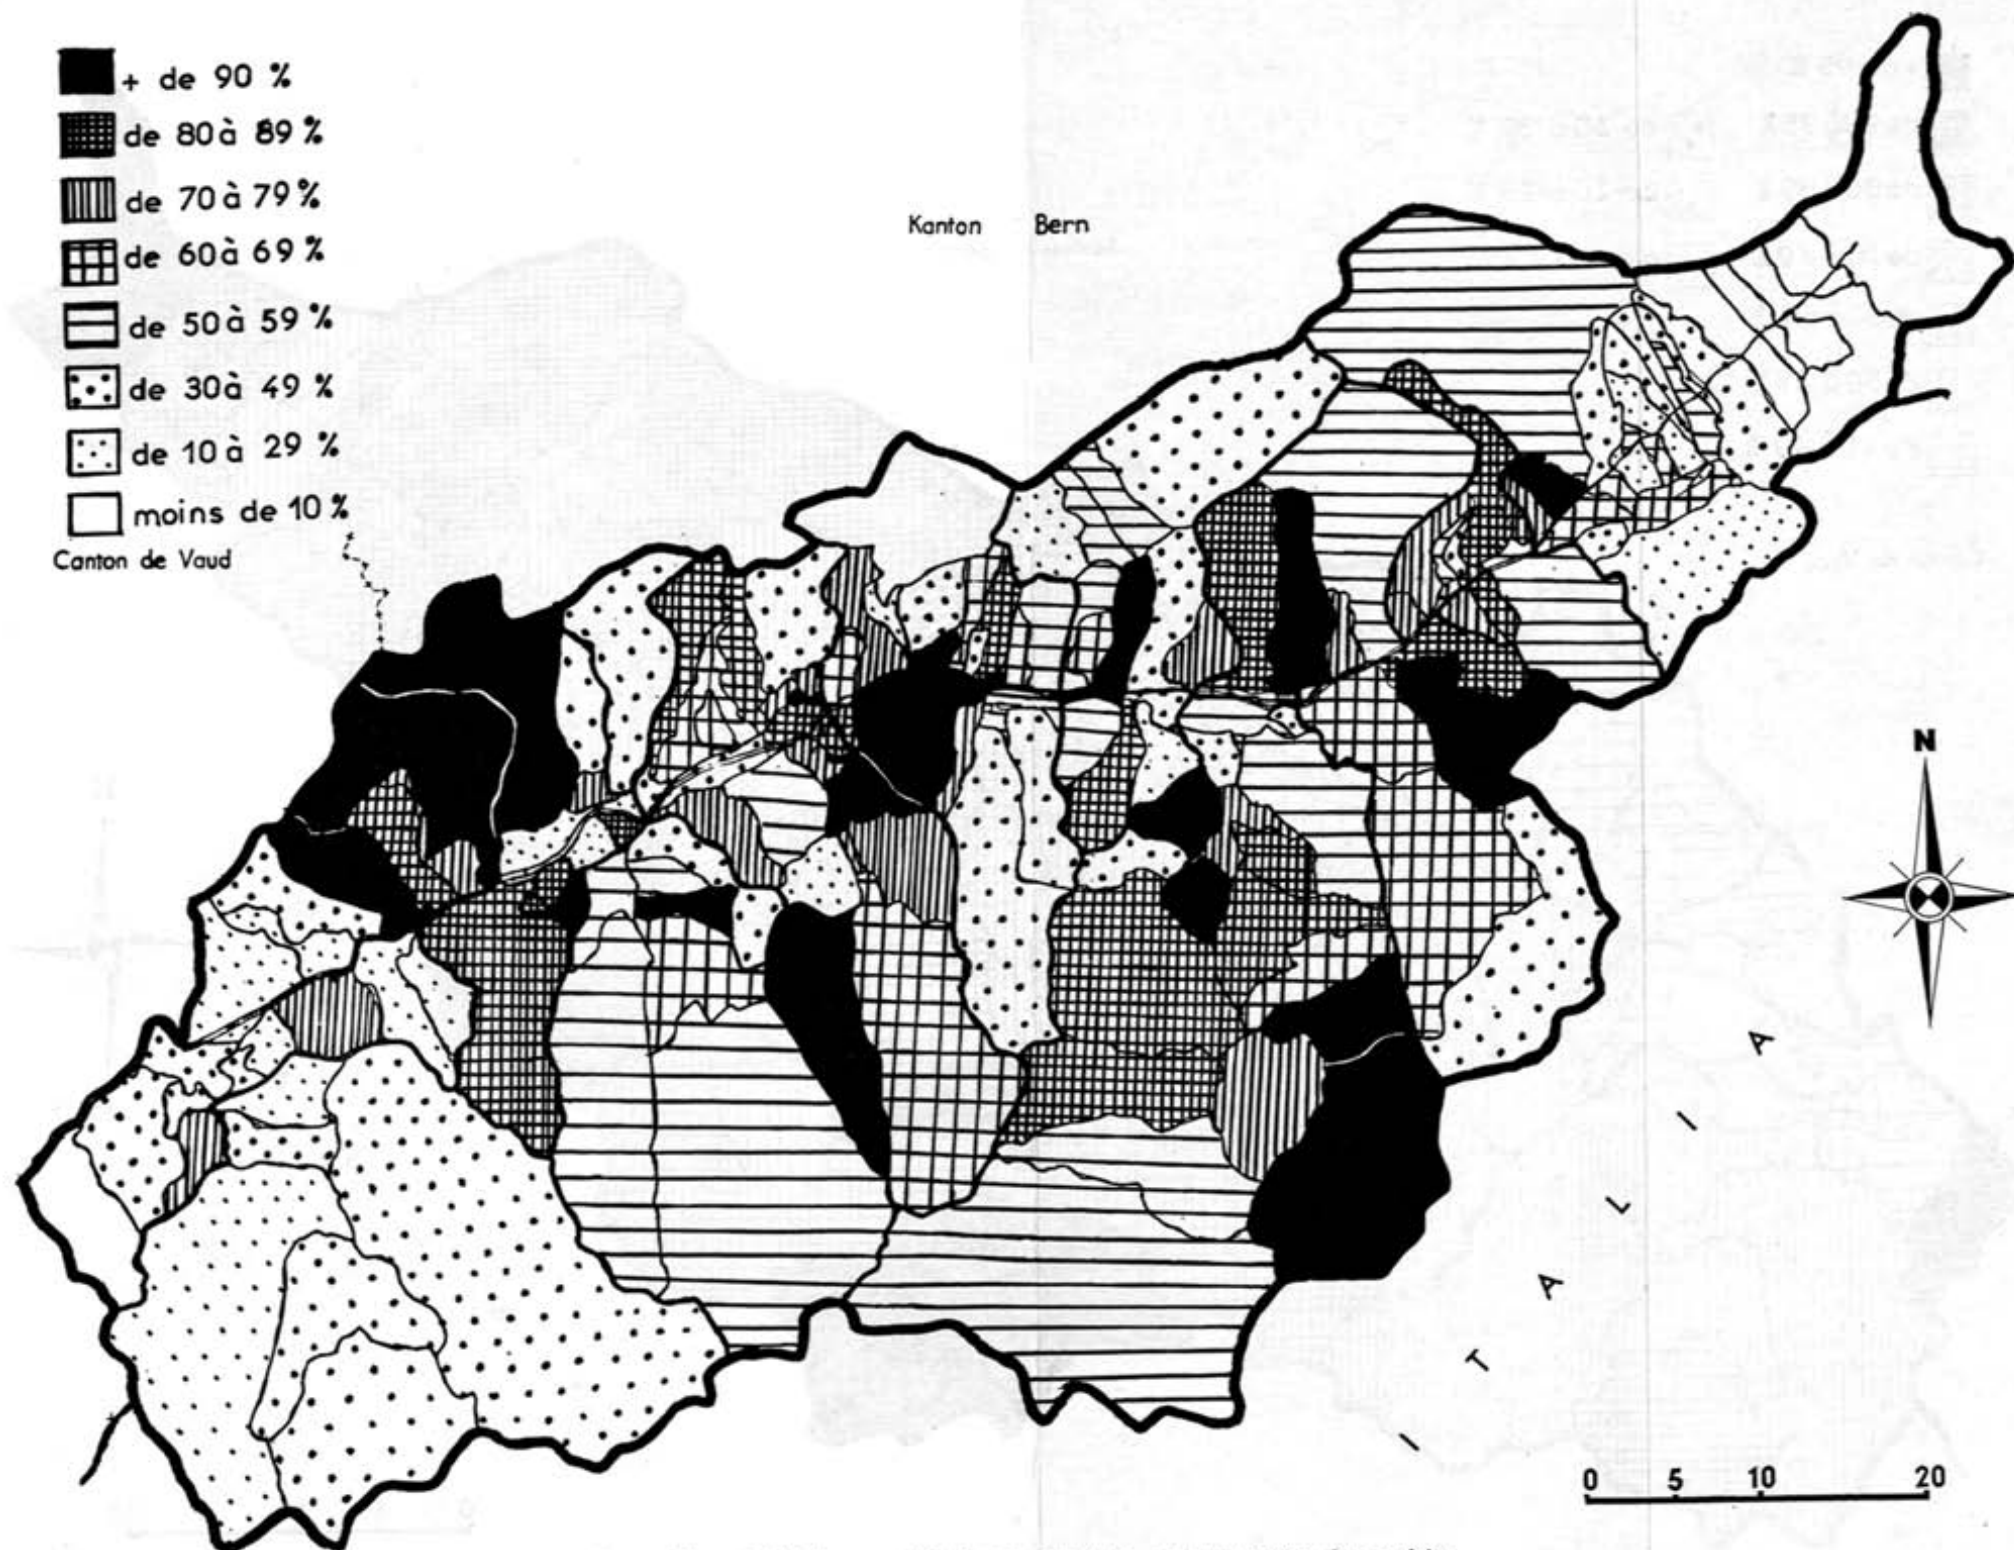 + de 90 %
de 80 à 89 %
de 70 à 79 %
de 60 à 69 %
de 50 à 59 %
de 30 à 49 %
de 10 à 29 %
moins de 10 %
Canton de Vaud
Kanton Bern
N
I T A L I A
0 5 10 20